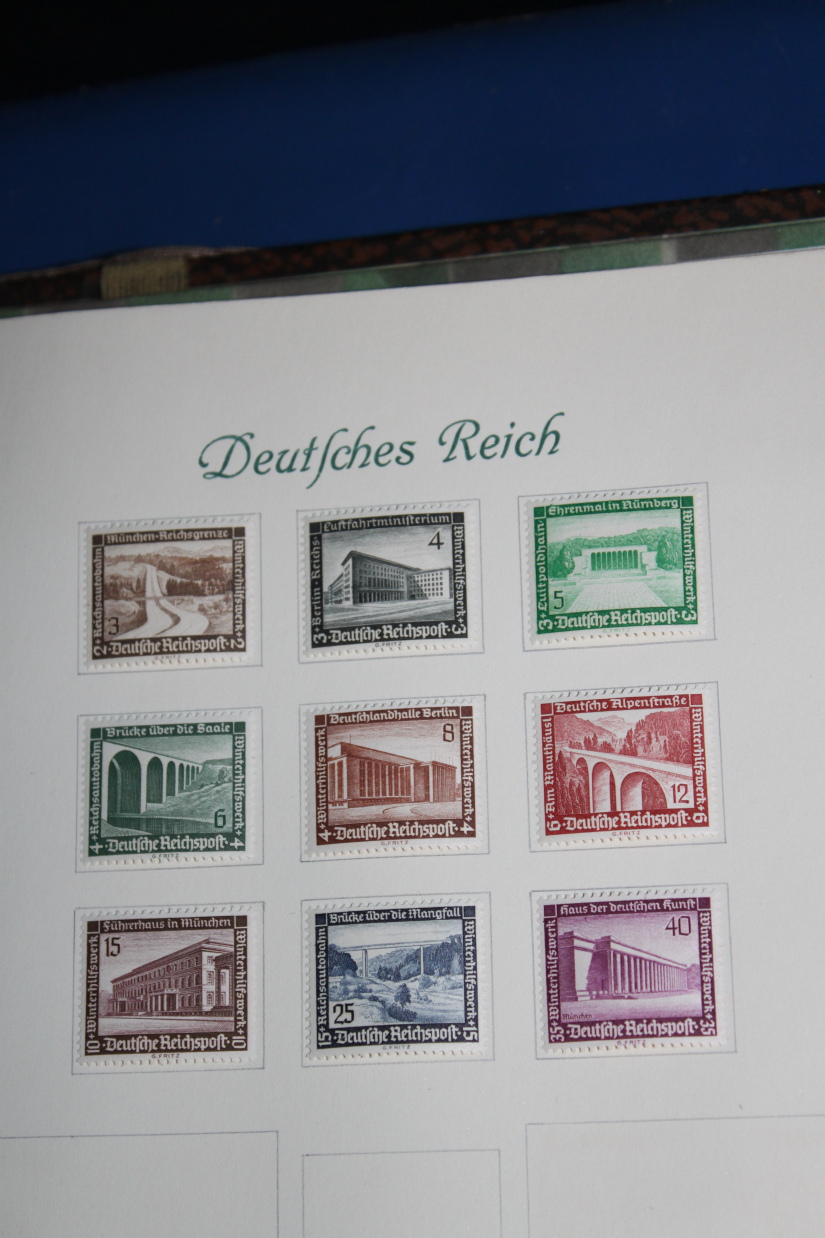 Deutſches Reich
München-Reichsgrenze
Reichsautobahn
Winterhilfswerk
3
2 · Deutſche Reichspoſt · 2
G. FRITZ
Luftfahrtminiſterium
Berlin · Reichs-
Winterhilfswerk
4
3 · Deutſche Reichspoſt · 3
G. FRITZ
Ehrenmal in Nürnberg
Luitpoldhain
Winterhilfswerk
5
3 · Deutſche Reichspoſt · 3
G. FRITZ
Brücke über die Saale
Reichsautobahn
Winterhilfswerk
6
4 · Deutſche Reichspoſt · 4
G. FRITZ
Deutſchlandhalle Berlin
Winterhilfswerk
Winterhilfswerk
8
4 · Deutſche Reichspoſt · 4
G. FRITZ
Deutſche Alpenſtraße
Am Mauthäusl
Winterhilfswerk
12
6 · Deutſche Reichspoſt · 6
G. FRITZ
Führerhaus in München
Winterhilfswerk
Winterhilfswerk
15
10 · Deutſche Reichspoſt · 10
G. FRITZ
Brücke über die Mangfall
Reichsautobahn
Winterhilfswerk
25
15 · Deutſche Reichspoſt · 15
G. FRITZ
Haus der deutſchen Kunſt
Winterhilfswerk
Winterhilfswerk
40
München
35 · Deutſche Reichspoſt · 35
G. FRITZ